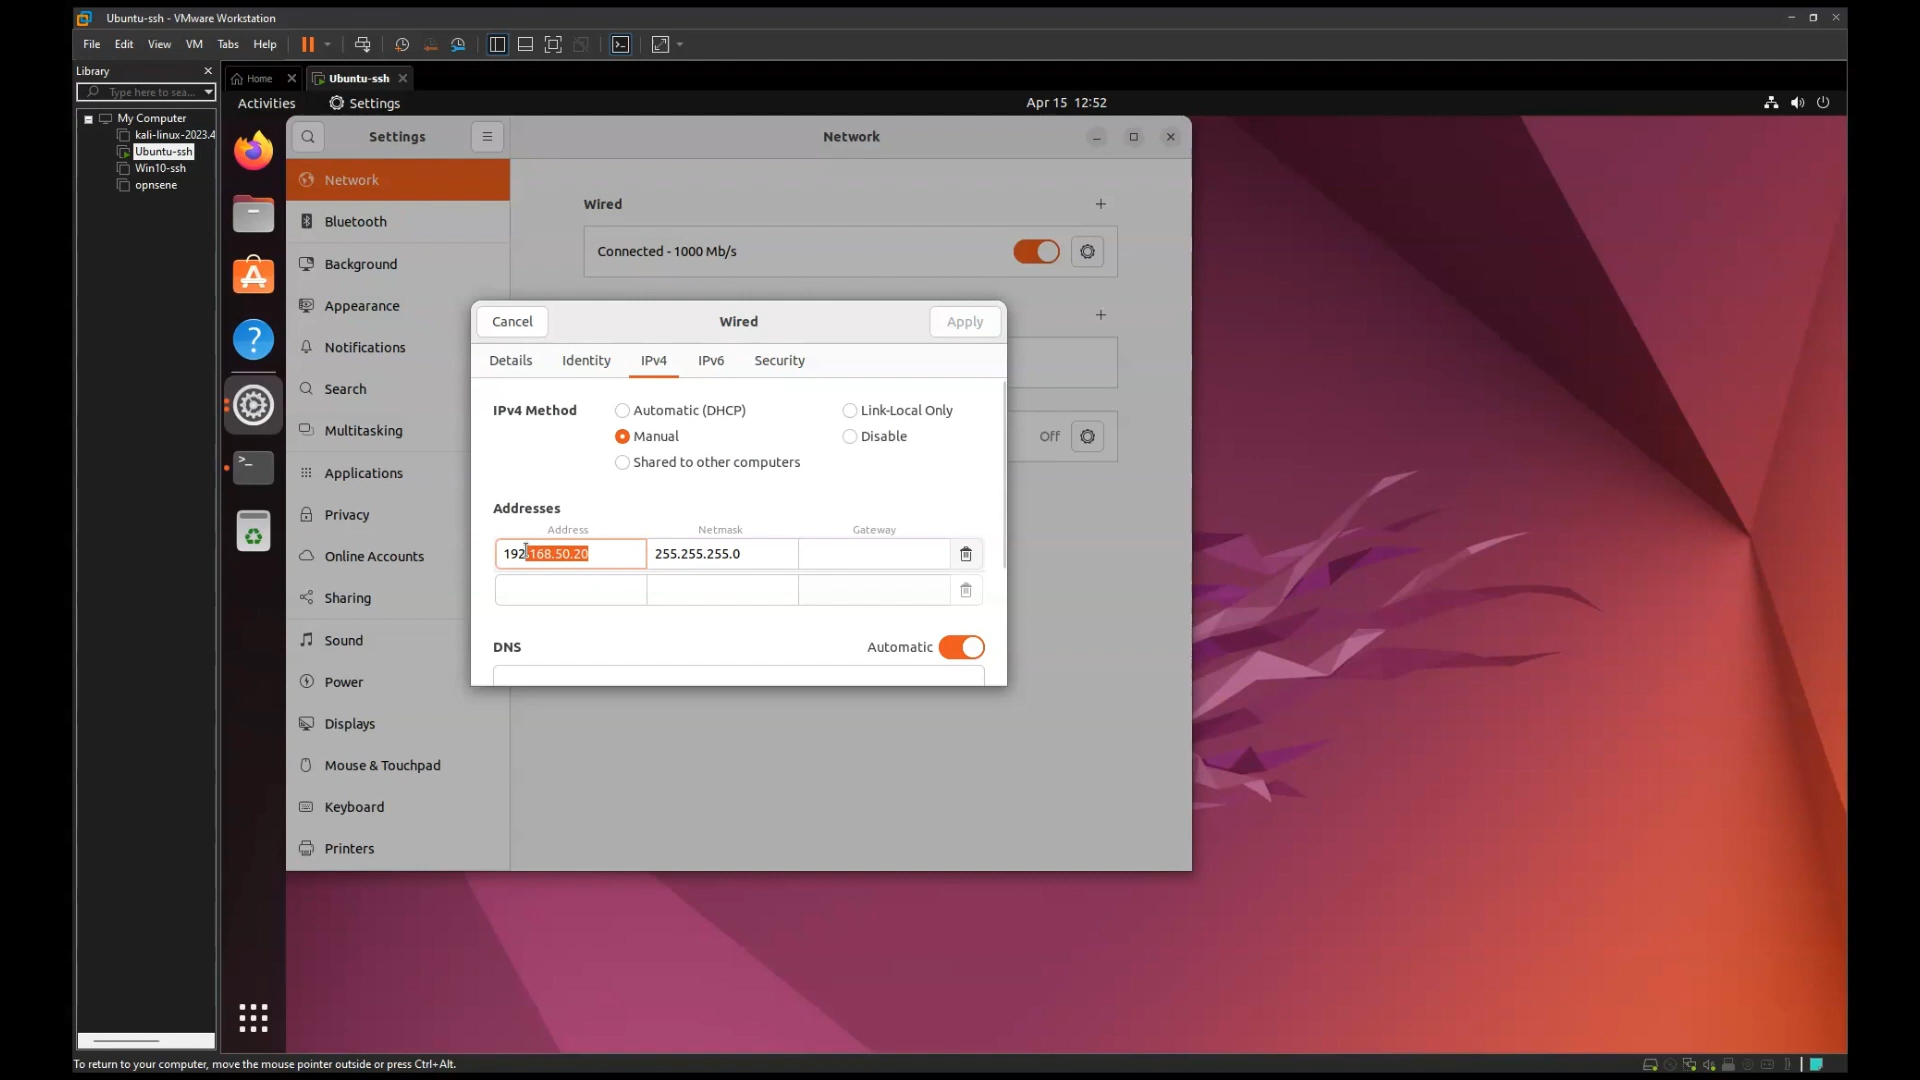 Ubuntu-ssh - VMware Workstation
File Edit View VM Tabs Help
Library
Type here to sea...
My Computer
kali-linux-2023.4
Ubuntu-ssh
Win10-ssh
opnsene
Home
Ubuntu-ssh
Activities
Settings
Apr 15 12:52
Settings
Network
Network
Bluetooth
Background
Appearance
Notifications
Search
Multitasking
Applications
Privacy
Online Accounts
Sharing
Sound
Power
Displays
Mouse & Touchpad
Keyboard
Printers
Wired
Connected - 1000 Mb/s
Off
Cancel
Wired
Apply
Details Identity IPv4 IPv6 Security
IPv4 Method
Automatic (DHCP)
Link-Local Only
Manual
Disable
Shared to other computers
Addresses
Address Netmask Gateway
192.168.50.20 255.255.255.0
DNS
Automatic
To return to your computer, move the mouse pointer outside or press Ctrl+Alt.